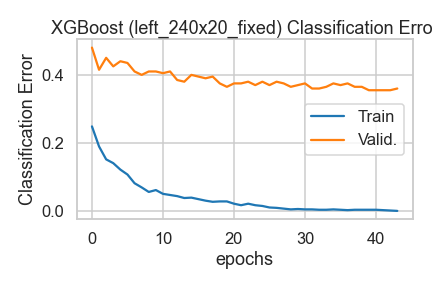 XGBoost (left_240x20_fixed) Classification Erro
Classification Error
0.4
0.2
0.0
Train
Valid.
0 10 20 30 40
epochs